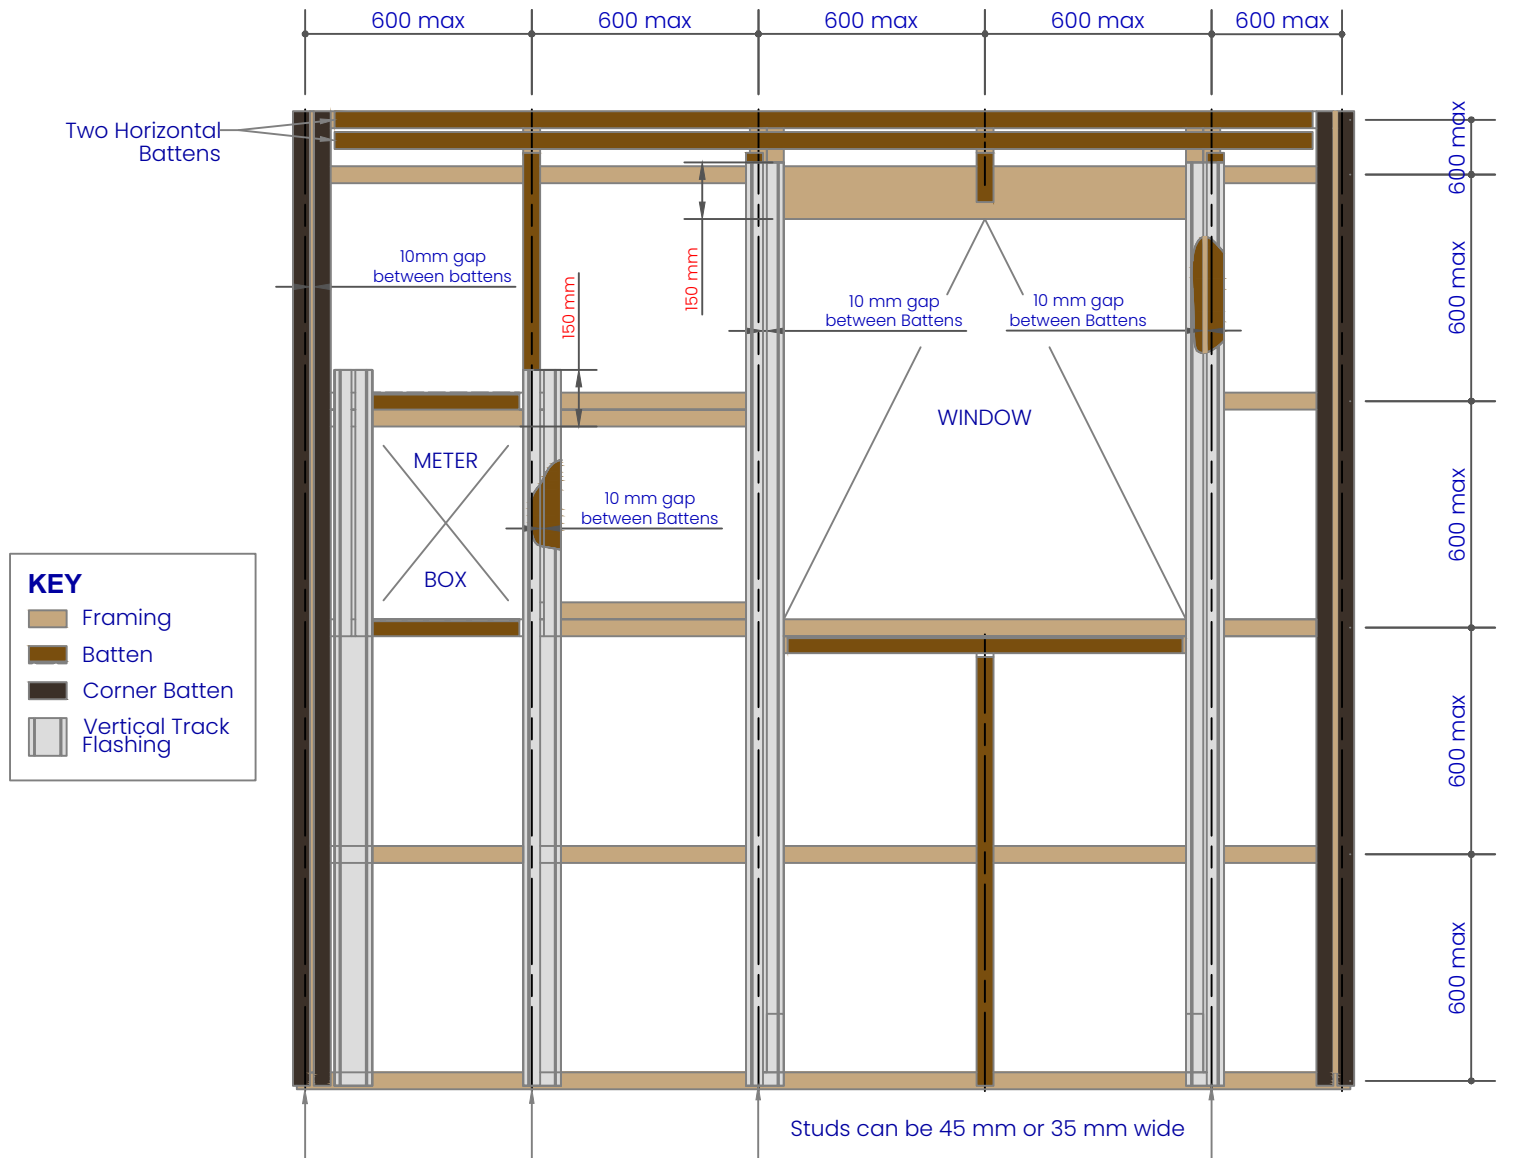 600 max
600 max
600 max
600 max
600 max
Two Horizontal
Battens
600 max
10mm gap
between battens
150 mm
150 mm
10 mm gap
between Battens
10 mm gap
between Battens
600 max
WINDOW
METER
BOX
10 mm gap
between Battens
600 max
KEY
Framing
Batten
Corner Batten
Vertical Track
Flashing
600 max
600 max
Studs can be 45 mm or 35 mm wide